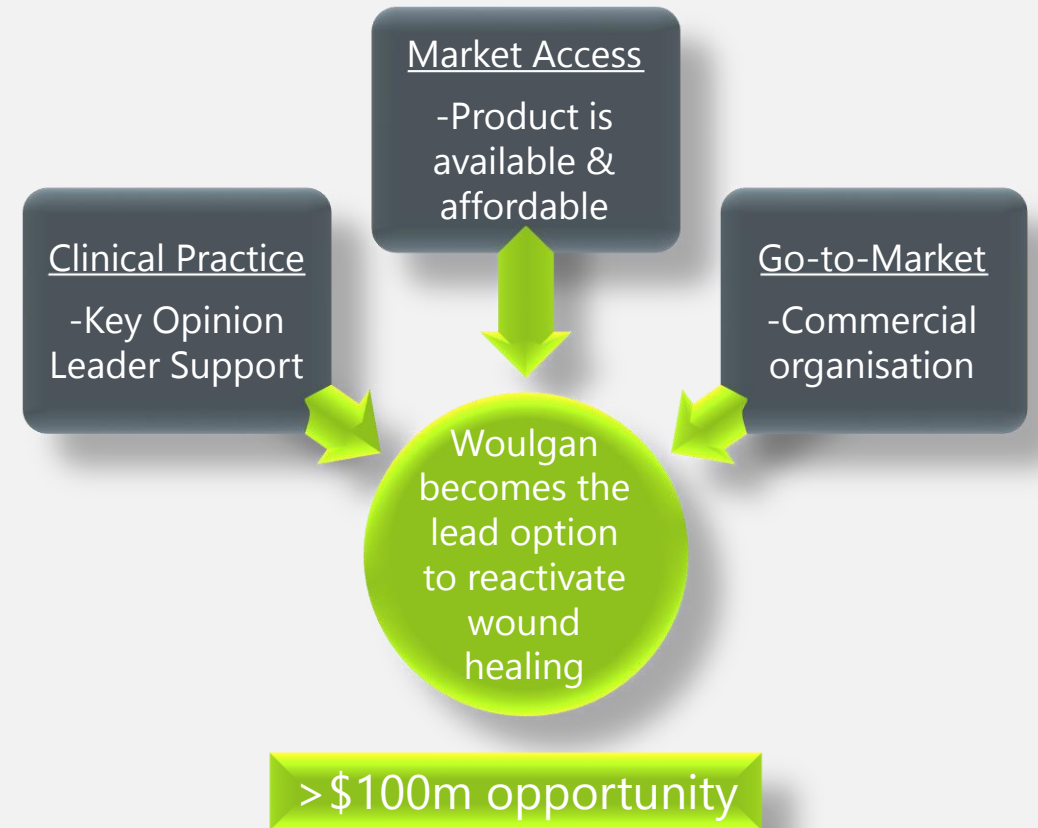 Market Access
-Product is
available &
affordable
Clinical Practice
-Key Opinion
Leader Support
Go-to-Market
-Commercial
organisation
Woulgan
becomes the
lead option
to reactivate
wound
healing
>$100m opportunity